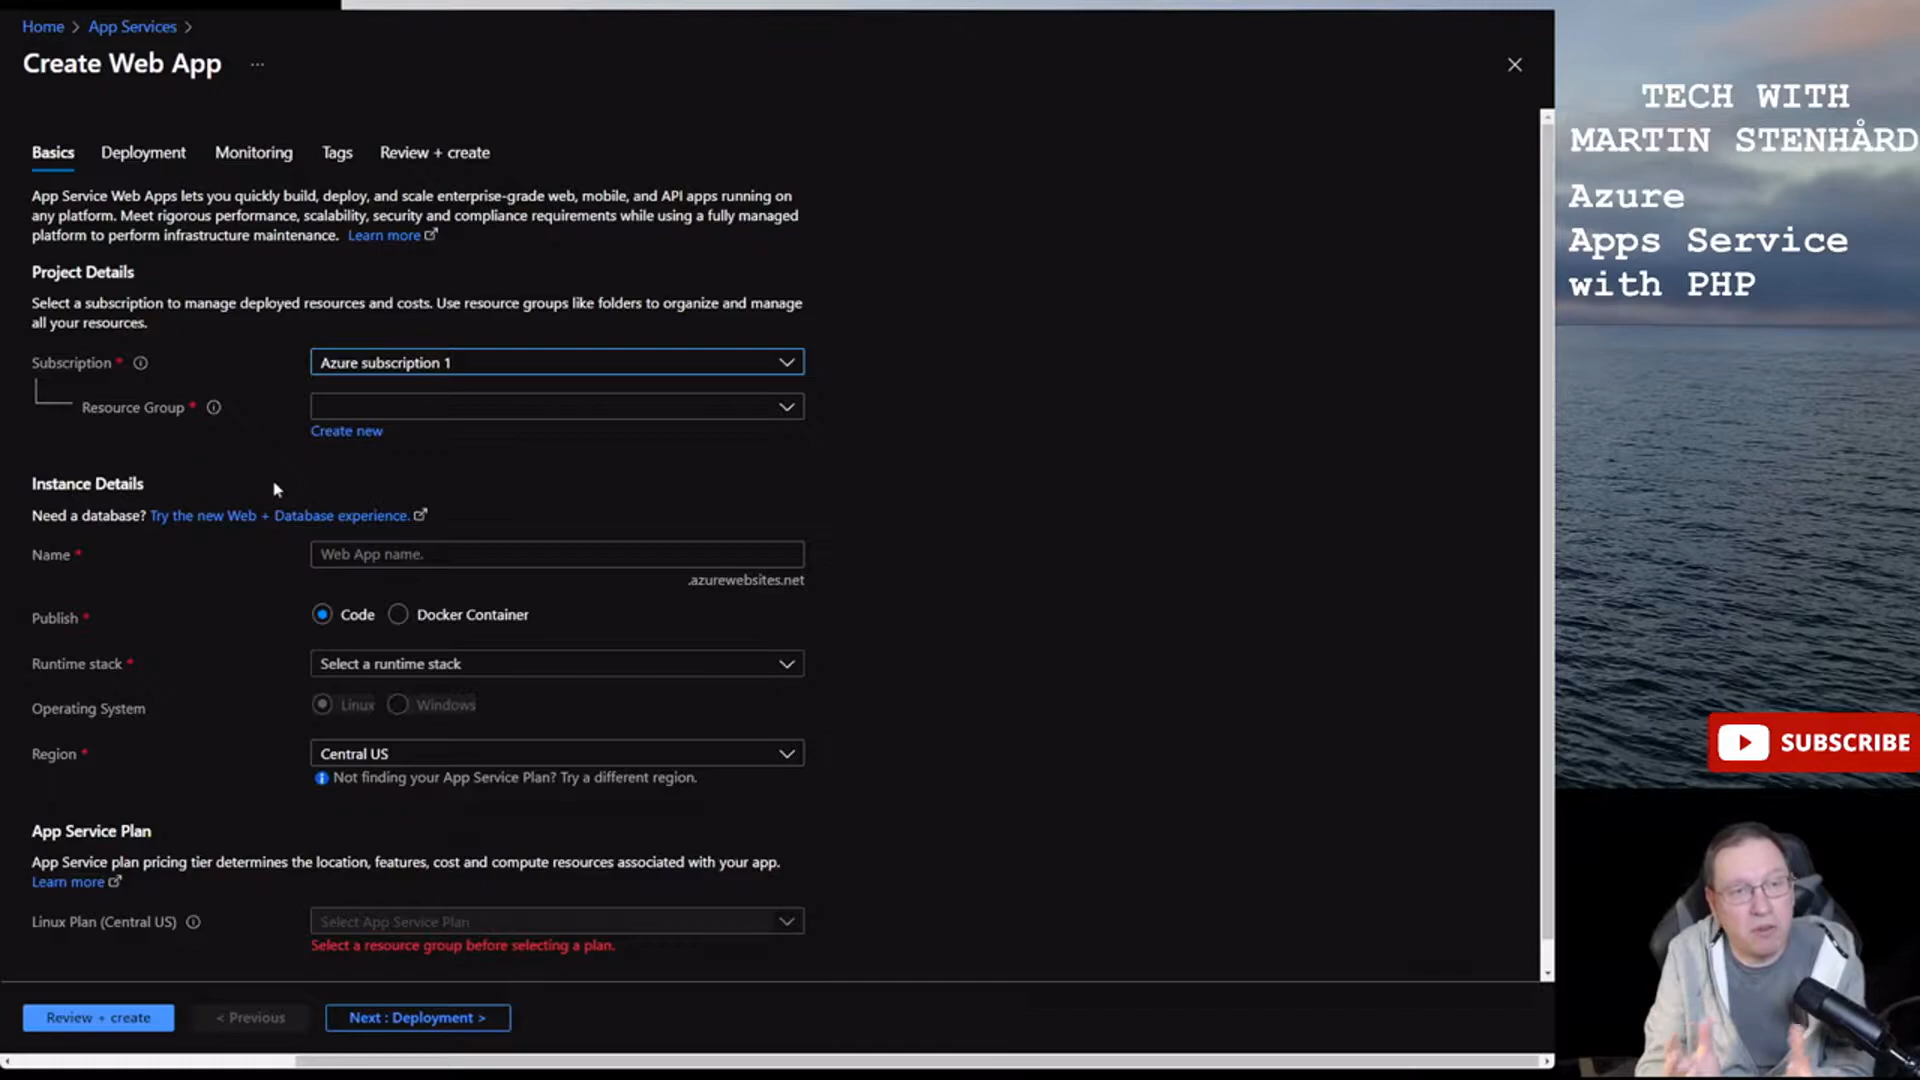 Home > App Services >
Create Web App ...
Basics Deployment Monitoring Tags Review + create
App Service Web Apps lets you quickly build, deploy, and scale enterprise-grade web, mobile, and API apps running on
any platform. Meet rigorous performance, scalability, security and compliance requirements while using a fully managed
platform to perform infrastructure maintenance. Learn more
Project Details
Select a subscription to manage deployed resources and costs. Use resource groups like folders to organize and manage
all your resources.
Subscription * Azure subscription 1
Resource Group *
Create new
Instance Details
Need a database? Try the new Web + Database experience.
Name * Web App name.
.azurewebsites.net
Publish * Code Docker Container
Runtime stack * Select a runtime stack
Operating System Linux Windows
Region * Central US
Not finding your App Service Plan? Try a different region.
App Service Plan
App Service plan pricing tier determines the location, features, cost and compute resources associated with your app.
Learn more
Linux Plan (Central US) Select App Service Plan
Select a resource group before selecting a plan.
Review + create < Previous Next : Deployment >
TECH WITH
MARTIN STENHÅRD
Azure
Apps Service
with PHP
SUBSCRIBE